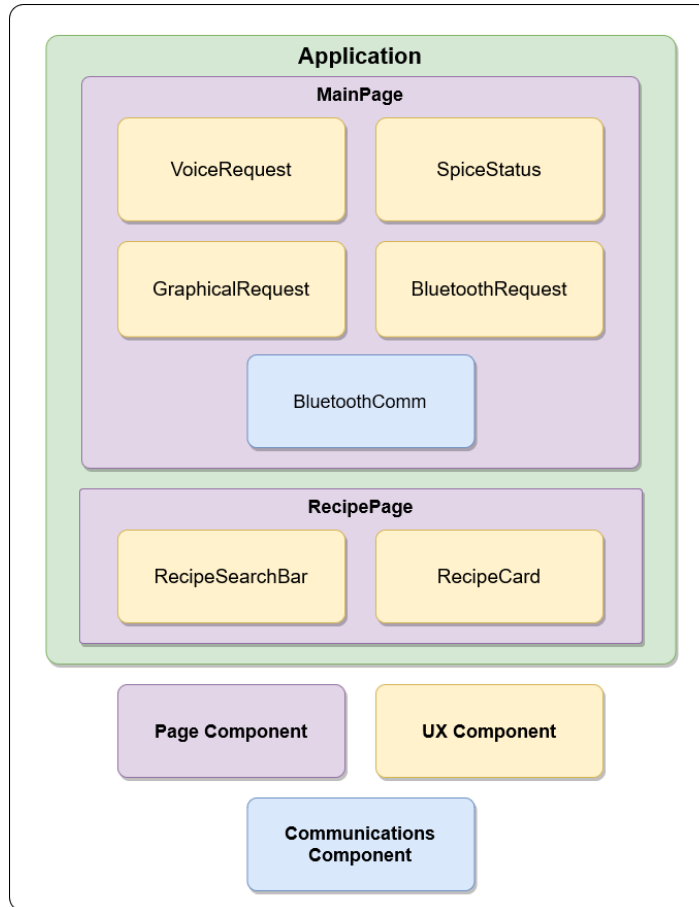 Application
MainPage
VoiceRequest
SpiceStatus
GraphicalRequest
BluetoothRequest
BluetoothComm
RecipePage
RecipeSearchBar
RecipeCard
Page Component
UX Component
Communications
Component